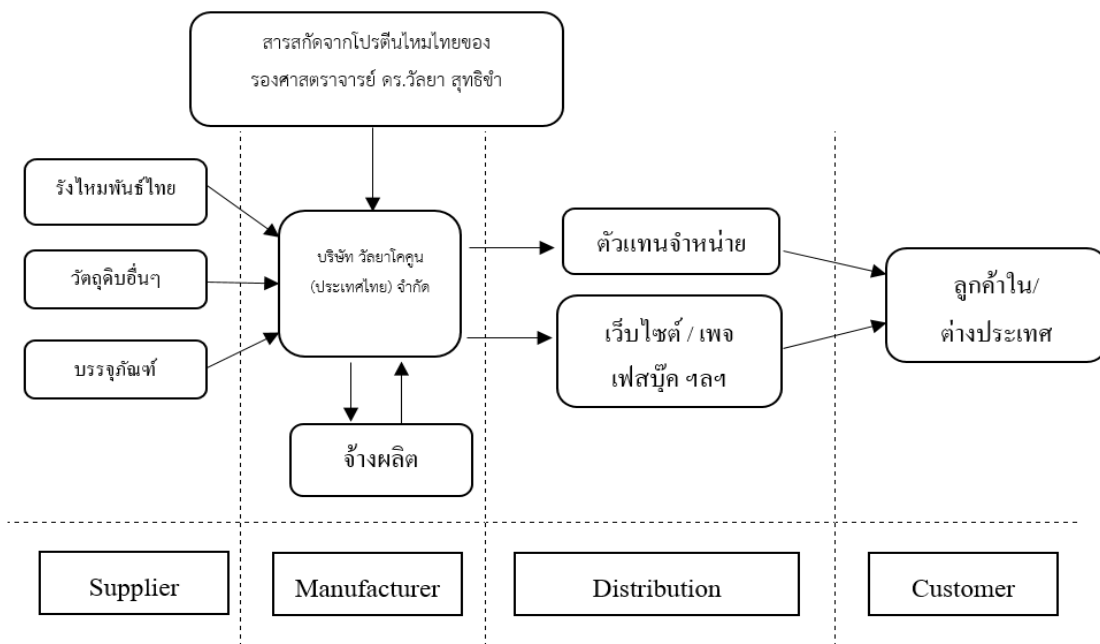 สารสกัดจากโปรตีนไหมไทยของ
รองศาสตราจารย์ ดร.วัลยา สุทธิขำ
รังไหมพันธ์ไทย
วัตถุดิบอื่นๆ
บรรจุภัณฑ์
บริษัท วัลยาโคคูน
(ประเทศไทย) จำกัด
จ้างผลิต
ตัวแทนจำหน่าย
เว็บไซต์ / เพจ
เฟสบุ๊ค ฯลฯ
ลูกค้าใน/
ต่างประเทศ
Supplier
Manufacturer
Distribution
Customer